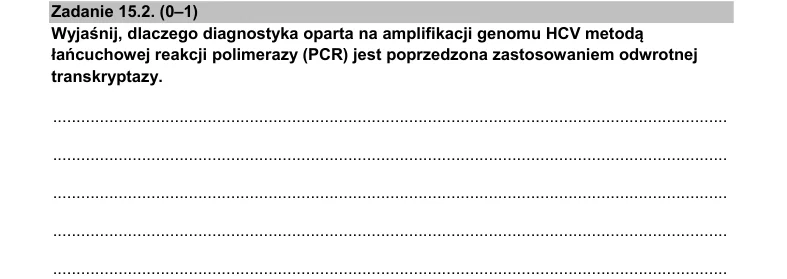 Zadanie 15.2. (0–1)
Wyjaśnij, dlaczego diagnostyka oparta na amplifikacji genomu HCV metodą
łańcuchowej reakcji polimerazy (PCR) jest poprzedzona zastosowaniem odwrotnej
transkryptazy.